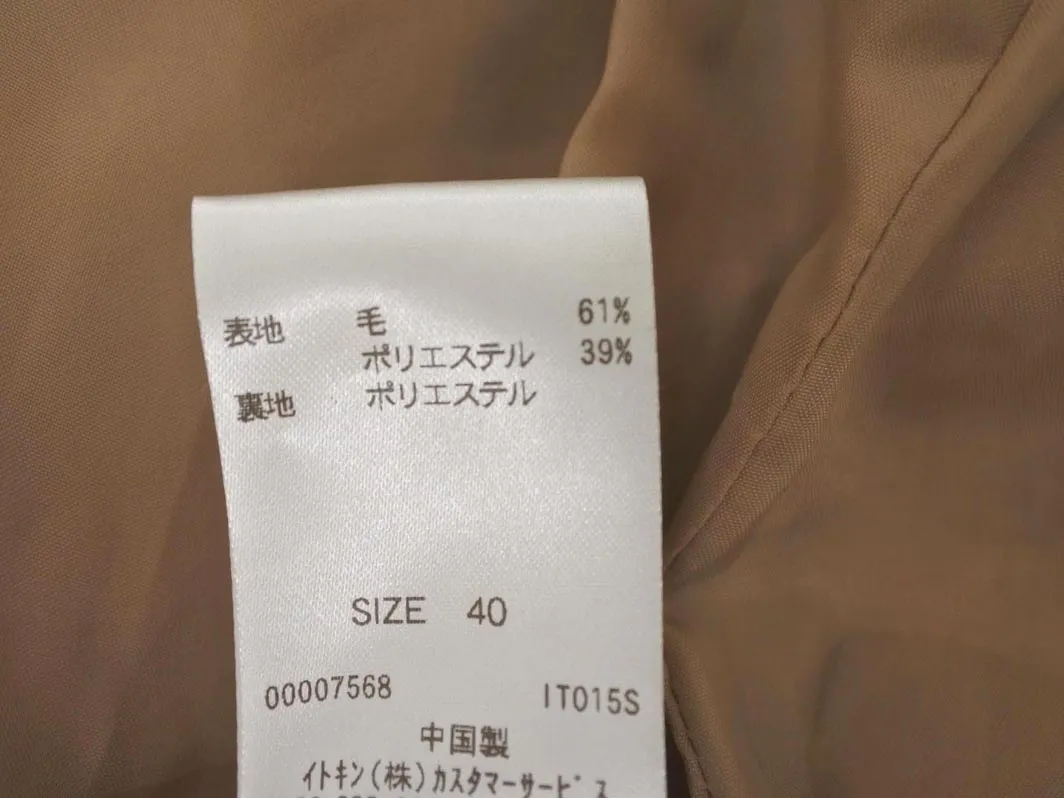 表地 毛 61%
ポリエステル 39%
裏地 ポリエステル
SIZE 40
00007568 IT015S
中国製
イトキン(株)カスタマーサービス